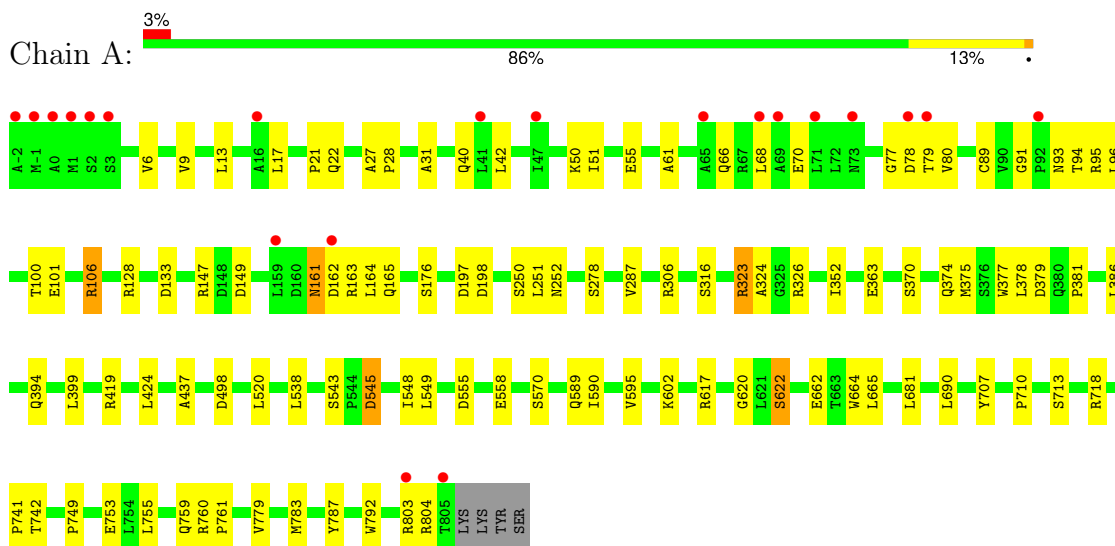 3%
Chain A:
86% 13% •
A-2 M-1 A0 M1 S2 S3 V6 V9 L13 A16 L17 P21 Q22 A27 P28 A31 Q40 L41 L42 I47 K50 I51 E55 A61 A65 Q66 R67 L68 A69 E70 L71 L72 N73 G77 D78 T79 V80 C89 V90 G91 P92 N93 T94 R95 L96
T100 E101 R106 R128 D133 R147 D148 D149 L159 D160 N161 D162 R163 L164 Q165 S176 D197 D198 S250 L251 N252 S278 V287 R306 S316 R323 A324 G325 R326 I352 E363 S370 Q374 M375 S376 W377 L378 D379 Q380 P381 L386
Q394 L399 R419 L424 A437 D498 L520 L538 S543 P544 D545 I548 L549 D555 E558 S570 Q589 I590 V595 K602 R617 G620 L621 S622 E662 T663 W664 L665 L681 L690 Y707 P710 S713 R718
P741 T742 P749 E753 L754 L755 Q759 R760 P761 V779 M783 Y787 W792 R803 R804 T805 LYS LYS TYR SER